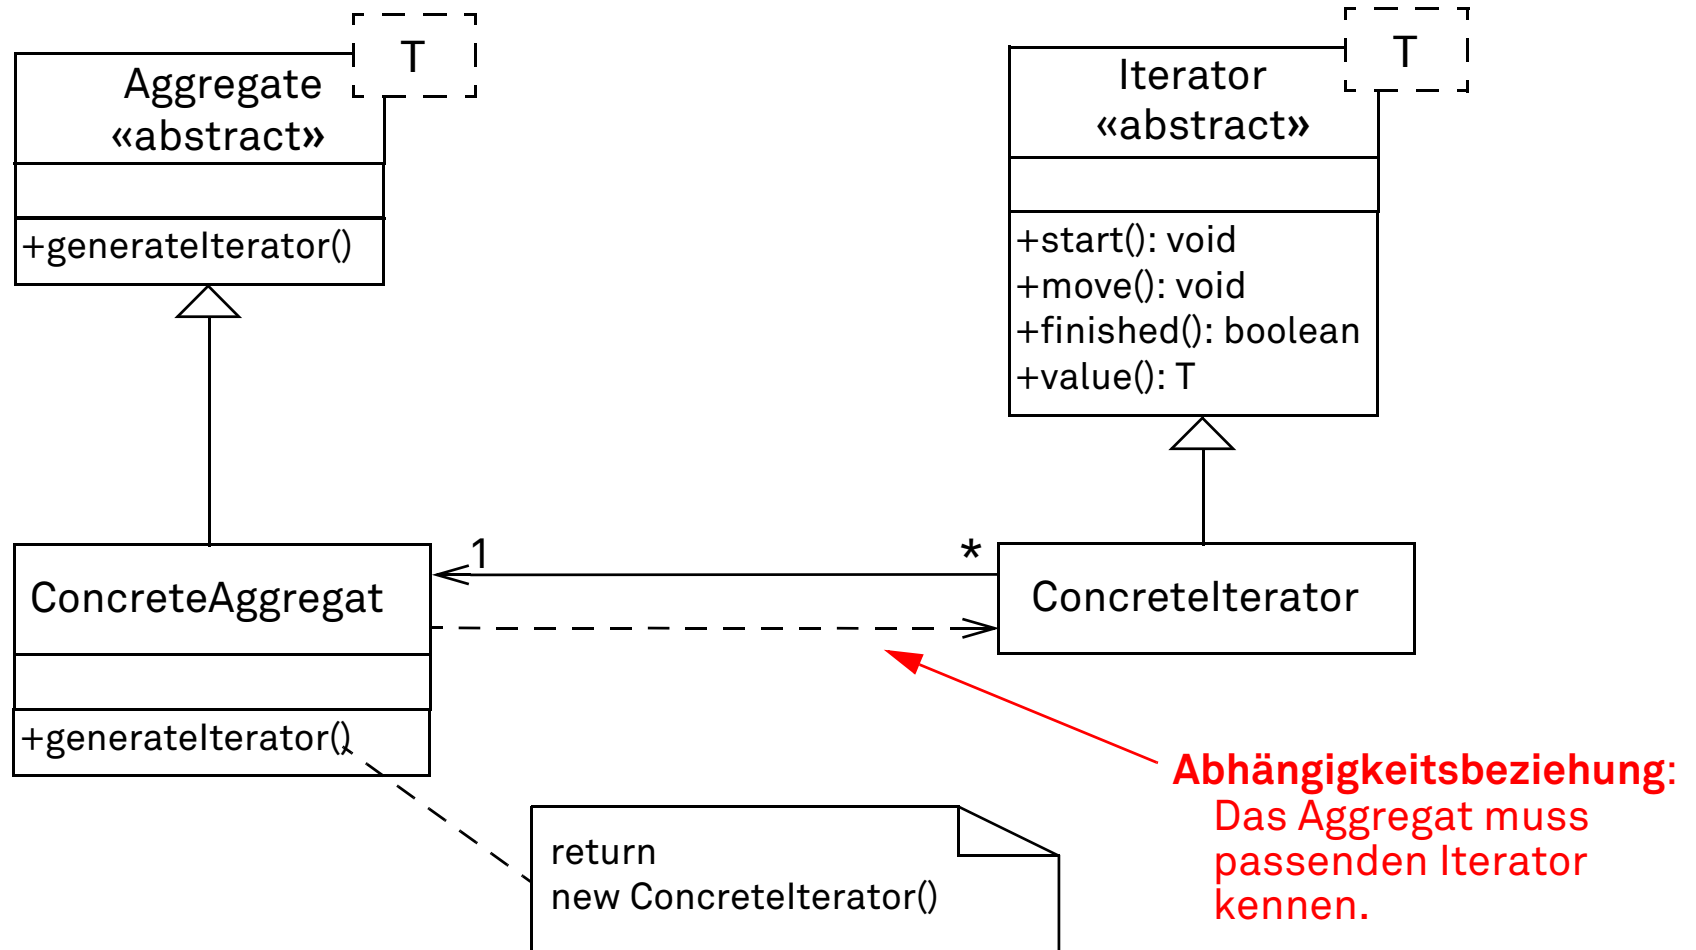 T
Aggregate
«abstract»
+generateIterator()
T
Iterator
«abstract»
+start(): void
+move(): void
+finished(): boolean
+value(): T
ConcreteAggregat
+generateIterator()
1
*
ConcreteIterator
return
new ConcreteIterator()
Abhängigkeitsbeziehung:
Das Aggregat muss
passenden Iterator
kennen.